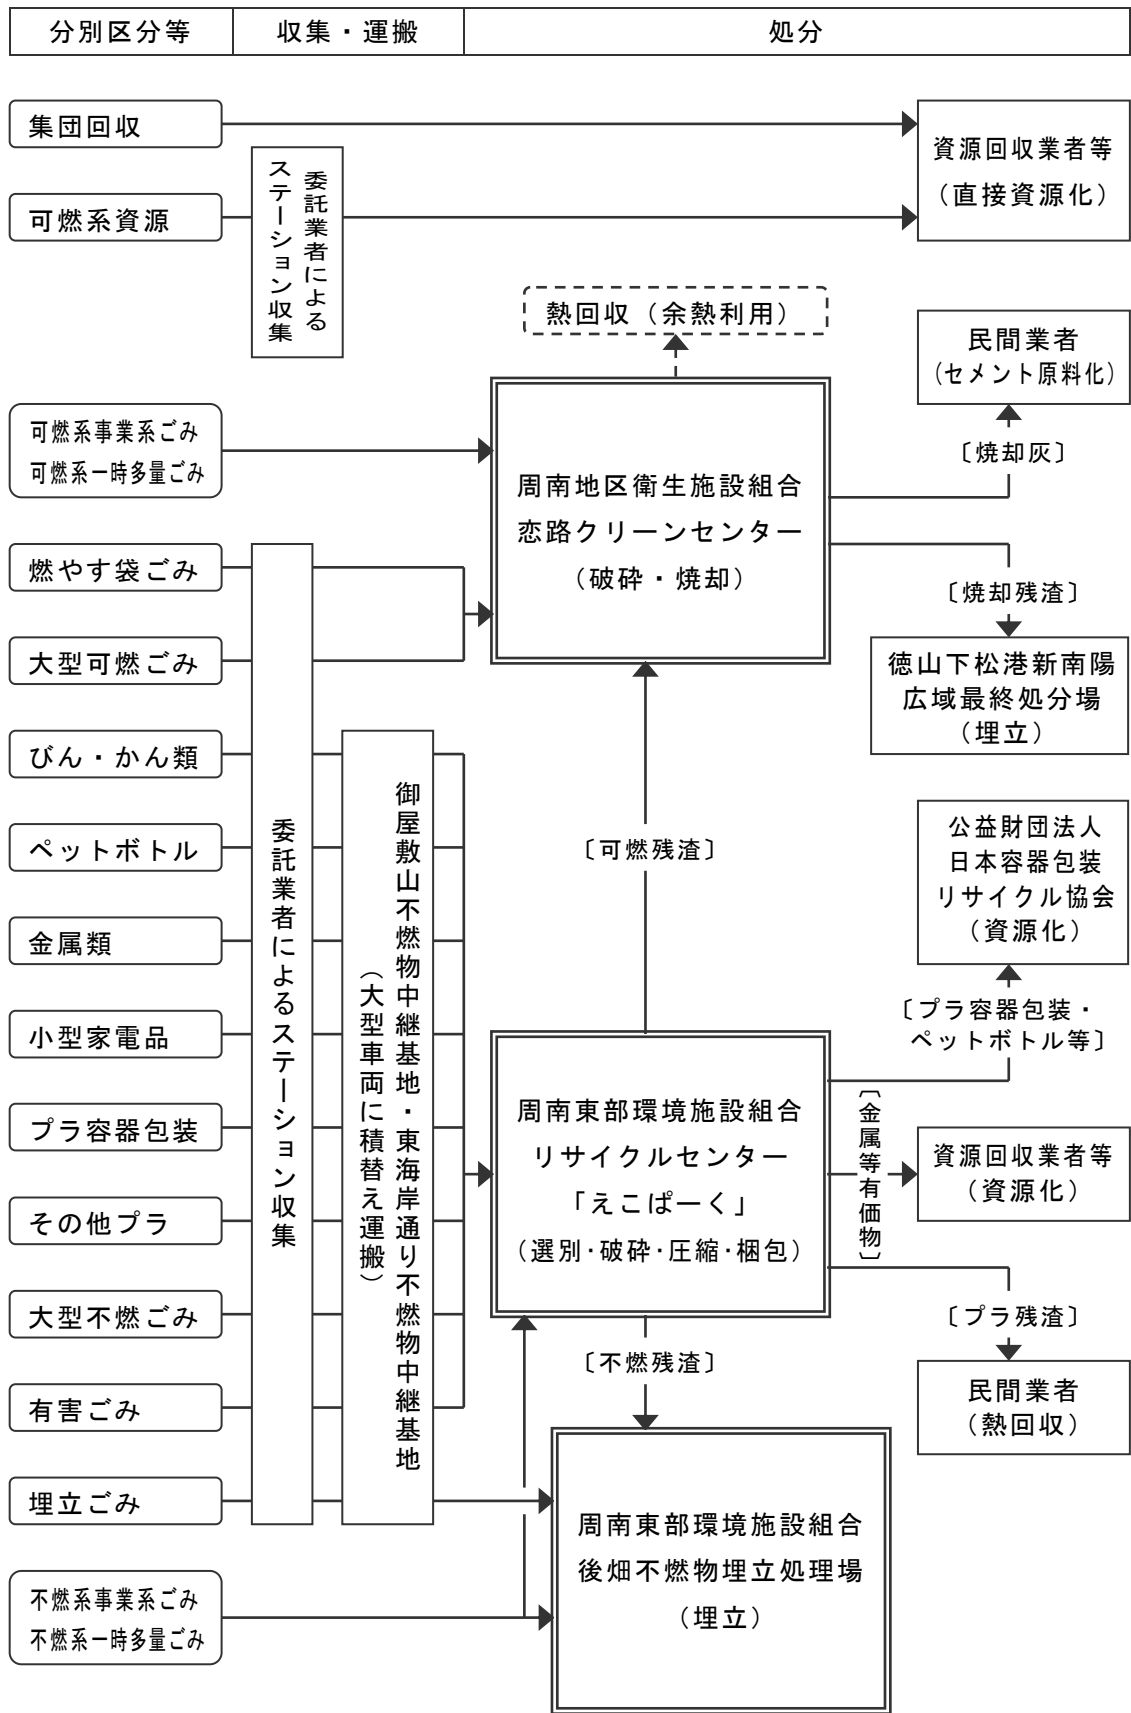 分別区分等
収集・運搬
処分
集団回収
可燃系資源
委託業者による
ステーション収集
資源回収業者等
(直接資源化)
熱回収(余熱利用)
民間業者
(セメント原料化)
〔焼却灰〕
可燃系事業系ごみ
可燃系一時多量ごみ
周南地区衛生施設組合
恋路クリーンセンター
(破砕・焼却)
燃やす袋ごみ
大型可燃ごみ
〔焼却残渣〕
徳山下松港新南陽
広域最終処分場
(埋立)
びん・かん類
ペットボトル
金属類
小型家電品
プラ容器包装
その他プラ
大型不燃ごみ
有害ごみ
埋立ごみ
委託業者によるステーション収集
御屋敷山不燃物中継基地・東海岸通り不燃物中継基地
(大型車両に積替え運搬)
〔可燃残渣〕
公益財団法人
日本容器包装
リサイクル協会
(資源化)
〔プラ容器包装・
ペットボトル等〕
周南東部環境施設組合
リサイクルセンター
「えこぱーく」
(選別・破砕・圧縮・梱包)
〔金属等有価物〕
資源回収業者等
(資源化)
〔プラ残渣〕
民間業者
(熱回収)
〔不燃残渣〕
周南東部環境施設組合
後畑不燃物埋立処理場
(埋立)
不燃系事業系ごみ
不燃系一時多量ごみ